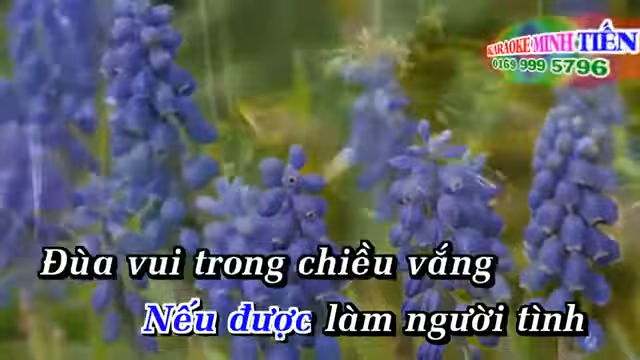 KARAOKE MINH TIẾN
0169 999 5796
Đùa vui trong chiều vắng
Nếu được làm người tình